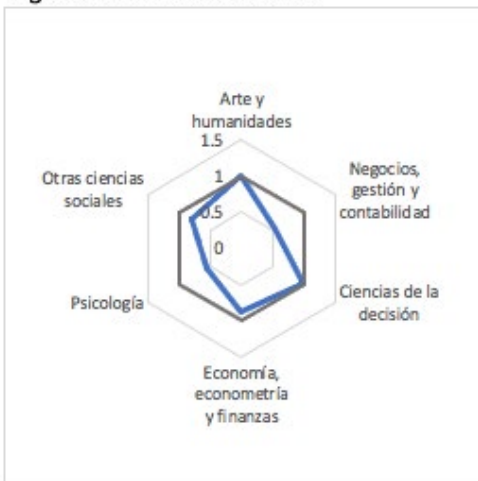 Arte y
humanidades
1.5
1
0.5
0
Negocios,
gestión y
contabilidad
Ciencias de la
decisión
Economía,
econometría
y finanzas
Psicología
Otras ciencias
sociales